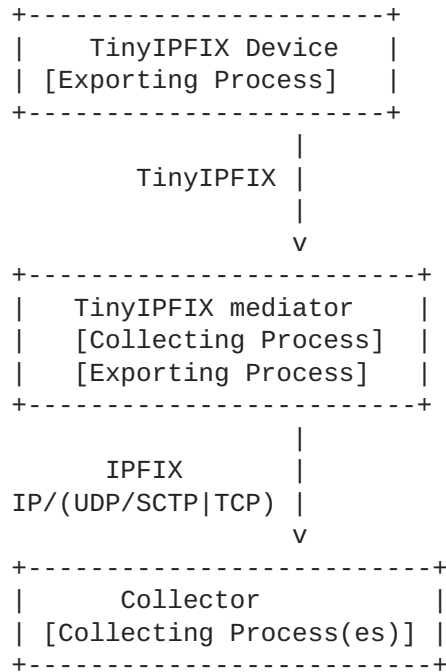 TinyIPFIX Device
[Exporting Process]
TinyIPFIX
v
TinyIPFIX mediator
[Collecting Process]
[Exporting Process]
IPFIX
IP/(UDP/SCTP|TCP)
v
Collector
[Collecting Process(es)]